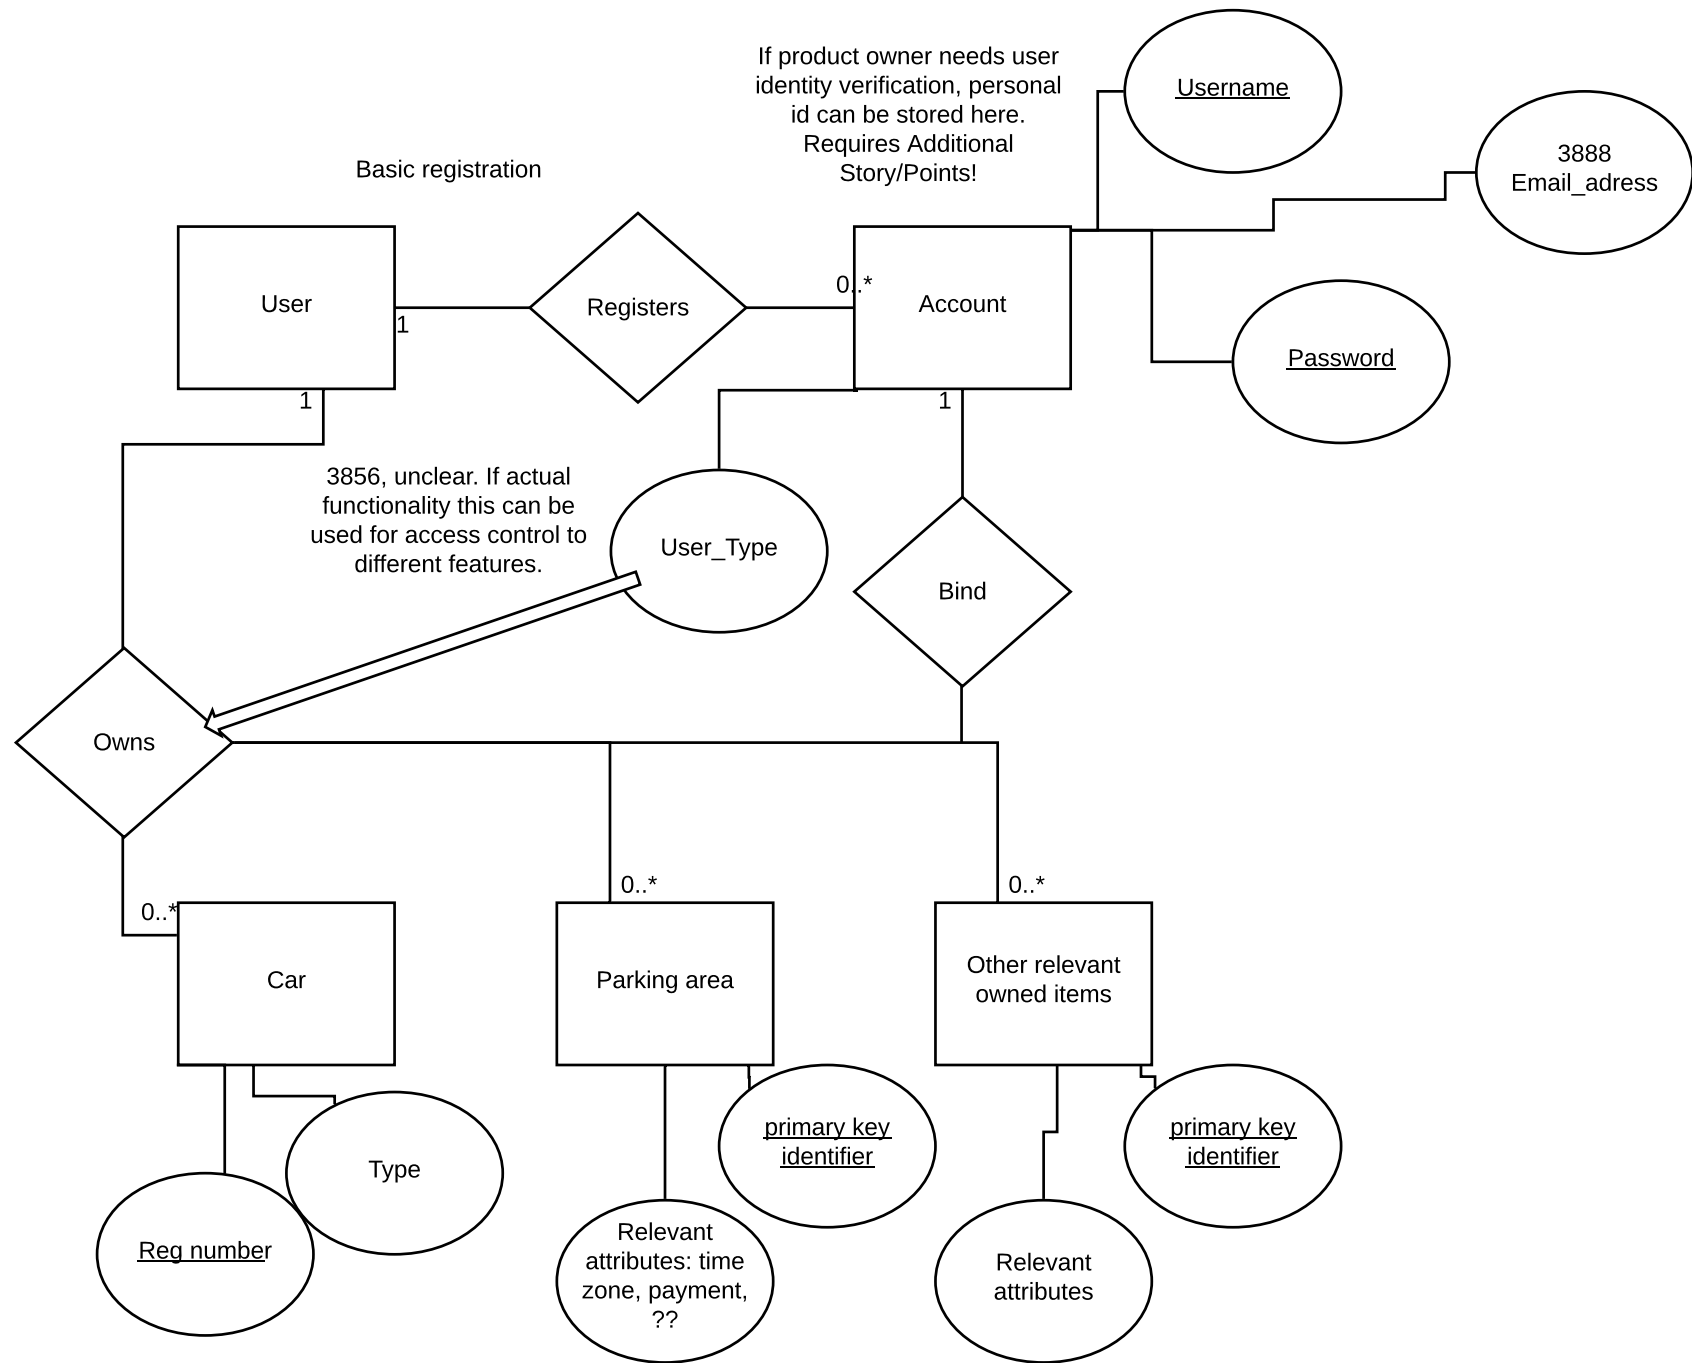 If product owner needs user
identity verification, personal
id can be stored here.
Requires Additional
Story/Points!
Username
3888
Email_adress
Basic registration
User
1
Registers
0..*
Account
Password
1
1
3856, unclear. If actual
functionality this can be
used for access control to
different features.
User_Type
Bind
Owns
0..*
0..*
0..*
Car
Parking area
Other relevant
owned items
primary key
identifier
primary key
identifier
Type
Reg number
Relevant
attributes: time
zone, payment,
??
Relevant
attributes